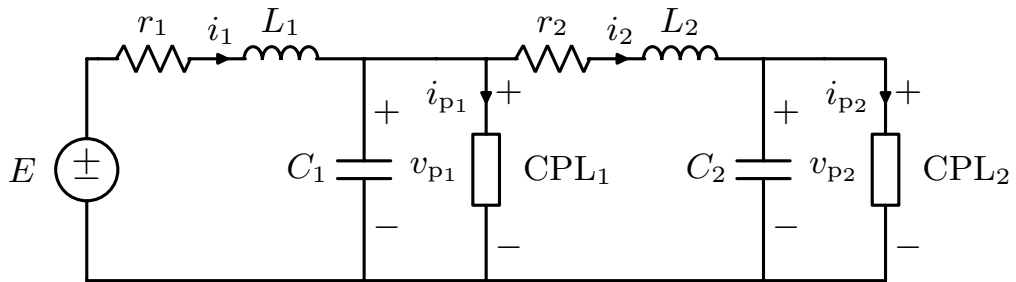 r1 i1 L1 r2 i2 L2
ip1 + ip2 +
+ +
E ± C1 vp1 CPL1 C2 vp2 CPL2
− − − −